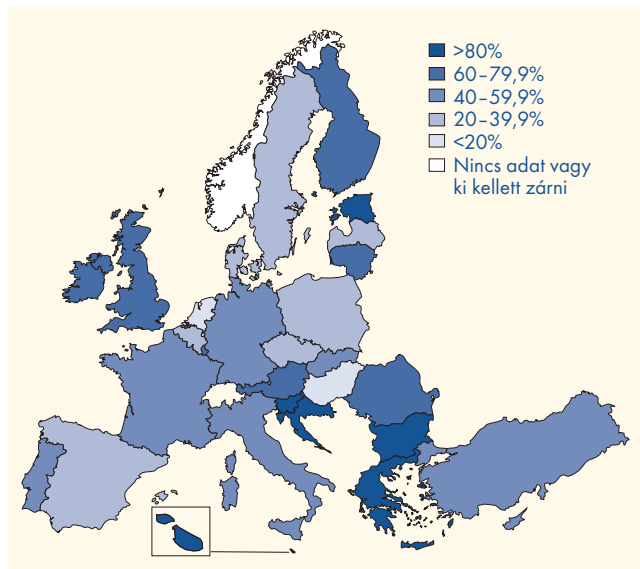 >80%
60–79,9%
40–59,9%
20–39,9%
<20%
Nincs adat vagy
ki kellett zárni